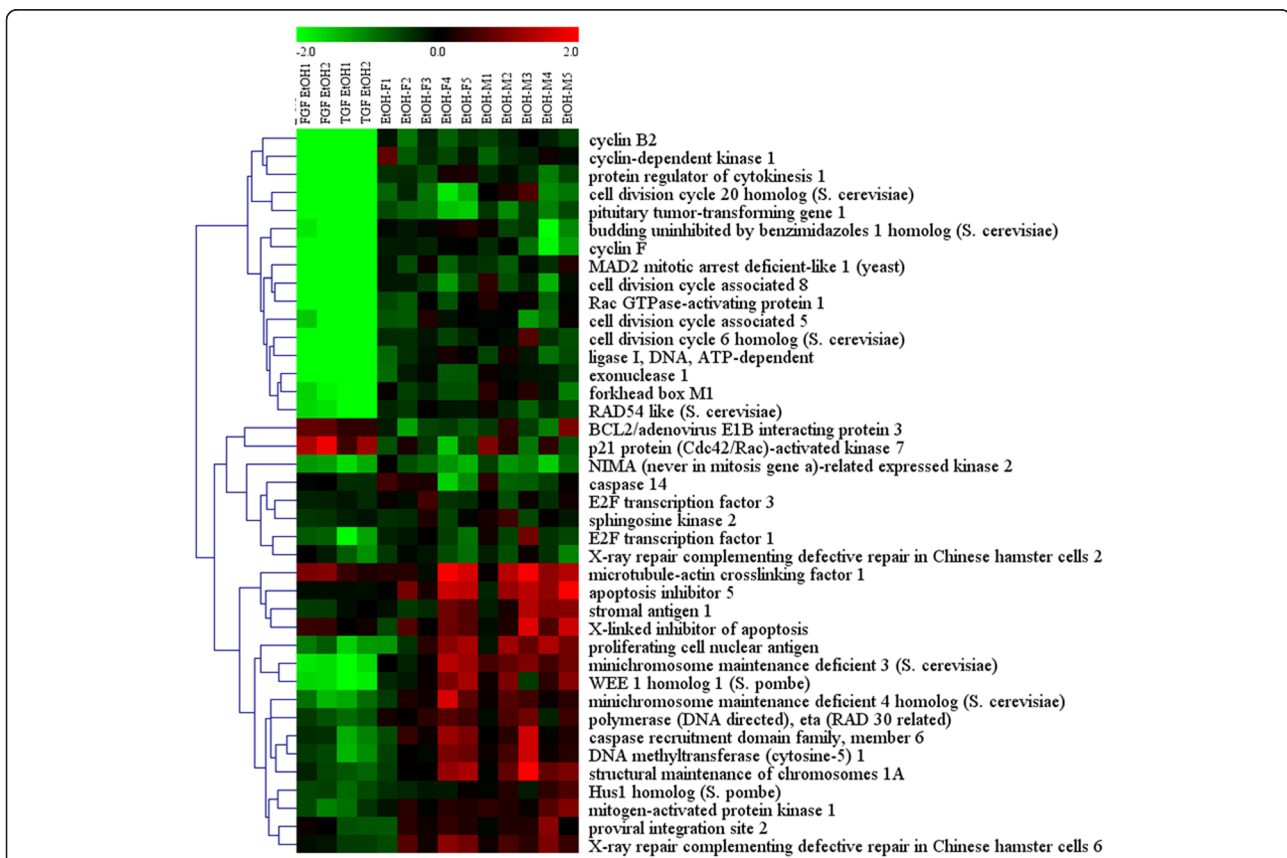 -2.0 0.0 2.0
FGF EtOH1
FGF EtOH2
TGF EtOH1
TGF EtOH2
EtOH-F1
EtOH-F2
EtOH-F3
EtOH-F4
EtOH-F5
EtOH-M1
EtOH-M2
EtOH-M3
EtOH-M4
EtOH-M5
cyclin B2
cyclin-dependent kinase 1
protein regulator of cytokinesis 1
cell division cycle 20 homolog (S. cerevisiae)
pituitary tumor-transforming gene 1
budding uninhibited by benzimidazoles 1 homolog (S. cerevisiae)
cyclin F
MAD2 mitotic arrest deficient-like 1 (yeast)
cell division cycle associated 8
Rac GTPase-activating protein 1
cell division cycle associated 5
cell division cycle 6 homolog (S. cerevisiae)
ligase I, DNA, ATP-dependent
exonuclease 1
forkhead box M1
RAD54 like (S. cerevisiae)
BCL2/adenovirus E1B interacting protein 3
p21 protein (Cdc42/Rac)-activated kinase 7
NIMA (never in mitosis gene a)-related expressed kinase 2
caspase 14
E2F transcription factor 3
sphingosine kinase 2
E2F transcription factor 1
X-ray repair complementing defective repair in Chinese hamster cells 2
microtubule-actin crosslinking factor 1
apoptosis inhibitor 5
stromal antigen 1
X-linked inhibitor of apoptosis
proliferating cell nuclear antigen
minichromosome maintenance deficient 3 (S. cerevisiae)
WEE 1 homolog 1 (S. pombe)
minichromosome maintenance deficient 4 homolog (S. cerevisiae)
polymerase (DNA directed), eta (RAD 30 related)
caspase recruitment domain family, member 6
DNA methyltransferase (cytosine-5) 1
structural maintenance of chromosomes 1A
Hus1 homolog (S. pombe)
mitogen-activated protein kinase 1
proviral integration site 2
X-ray repair complementing defective repair in Chinese hamster cells 6